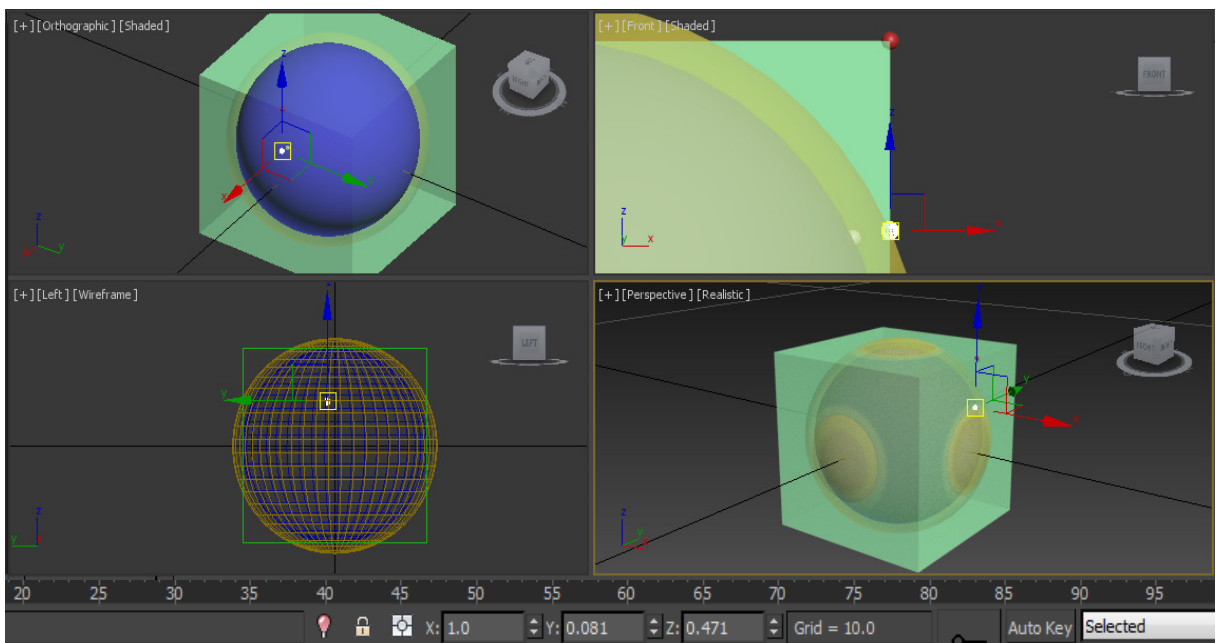 [+][Orthographic][Shaded]
z
x
y
z
x
y
[+][Front][Shaded]
FRONT
z
x
z
y
x
[+][Left][Wireframe]
LEFT
z
y
z
y
x
[+][Perspective][Realistic]
FRONT
z
y
x
z
y
x
20 25 30 35 40 45 50 55 60 65 70 75 80 85 90 95
X: 1.0 Y: 0.081 Z: 0.471 Grid = 10.0 Auto Key Selected